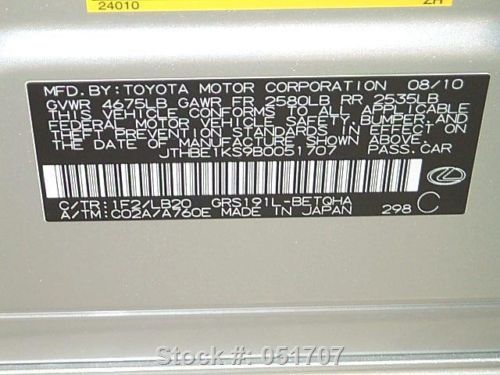 24010 ZH
MFD. BY: TOYOTA MOTOR CORPORATION 08/10
GVWR 4675LB GAWR FR 2580LB RR 2535LB
THIS VEHICLE CONFORMS TO ALL APPLICABLE
FEDERAL MOTOR VEHICLE SAFETY, BUMPER, AND
THEFT PREVENTION STANDARDS IN EFFECT ON
THE DATE OF MANUFACTURE SHOWN ABOVE.
JTHBE1KS9B0051707 PASS.CAR
C/TR: 1F2/LB20 GRS191L-BETQHA
A/TM: C02A/A760E MADE IN JAPAN 298 C
Stock #: 051707